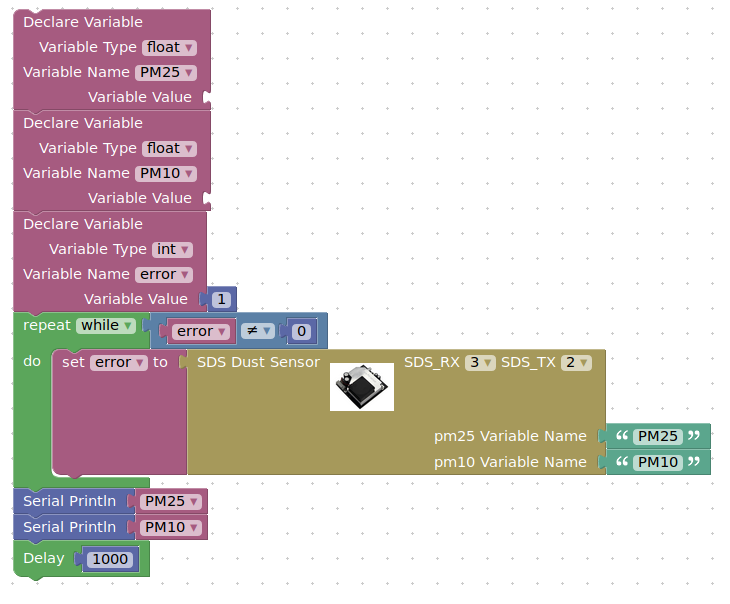 Declare Variable
Variable Type float
Variable Name PM25
Variable Value
Declare Variable
Variable Type float
Variable Name PM10
Variable Value
Declare Variable
Variable Type int
Variable Name error
Variable Value 1
repeat while error ≠ 0
do set error to SDS Dust Sensor SDS_RX 3 SDS_TX 2
pm25 Variable Name “ PM25 ”
pm10 Variable Name “ PM10 ”
Serial Println PM25
Serial Println PM10
Delay 1000